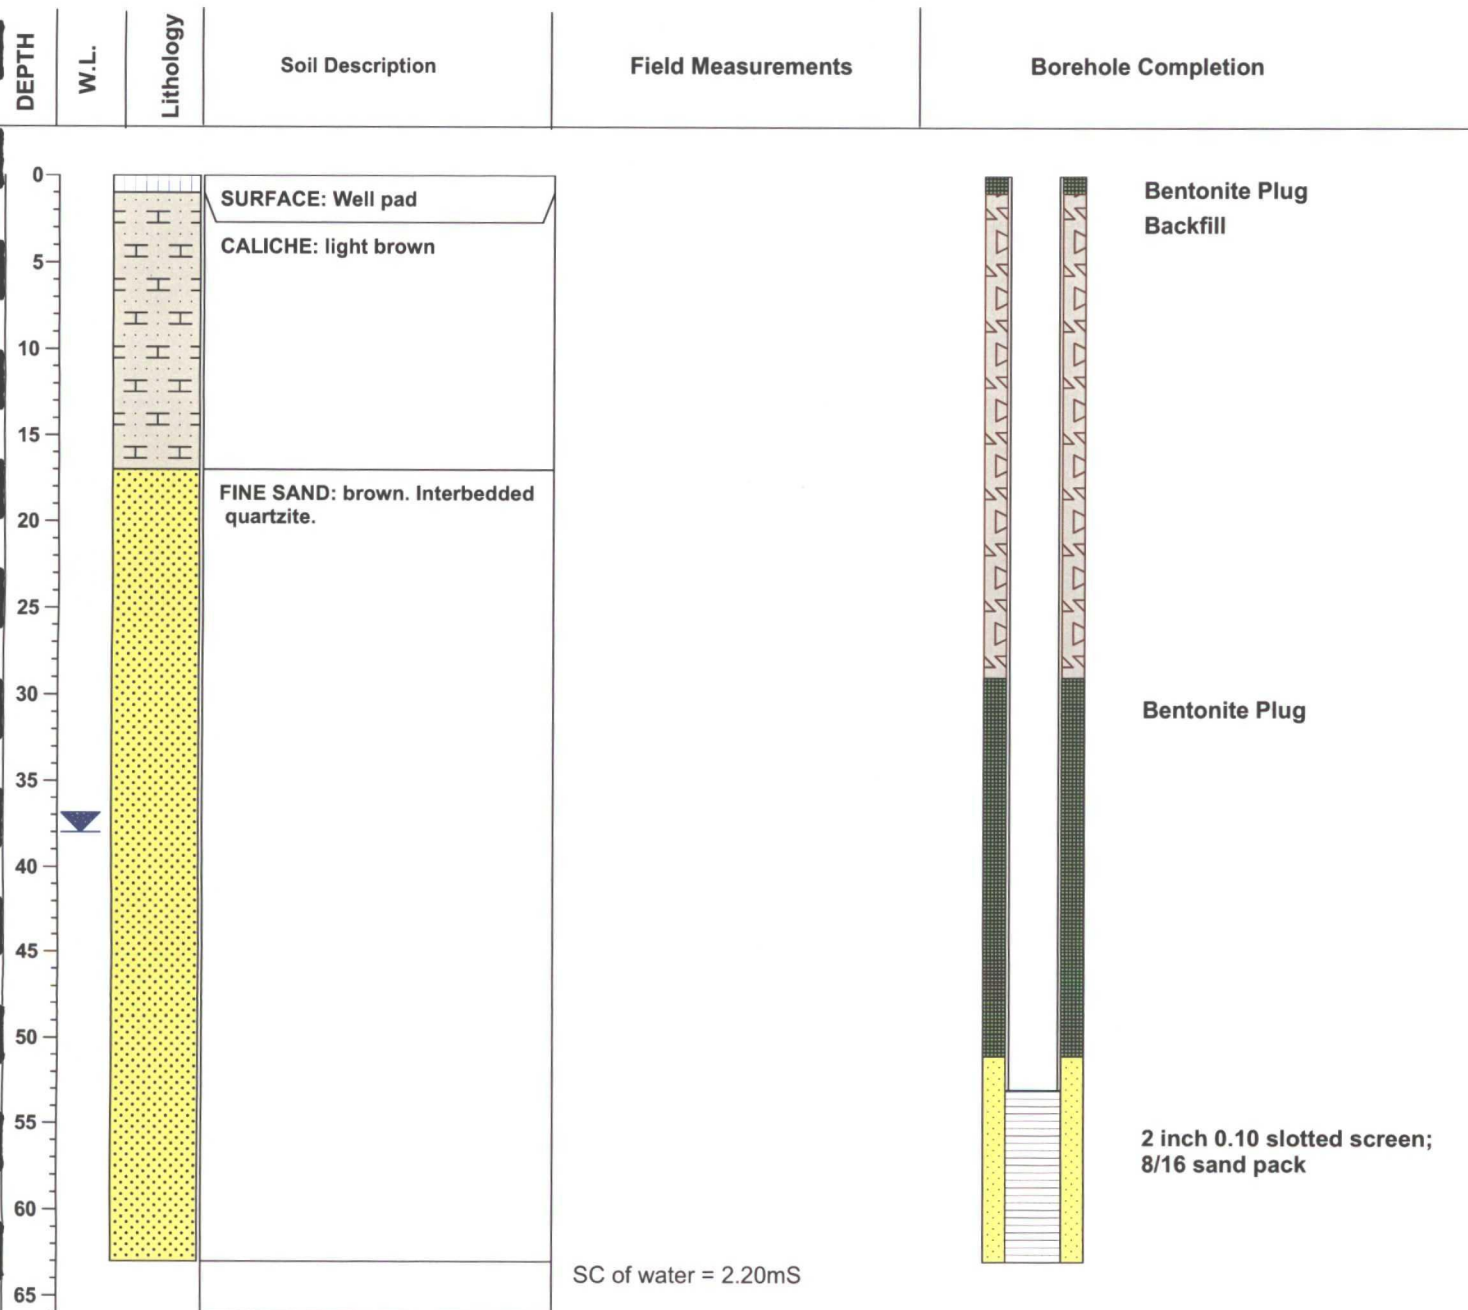 DEPTH
W.L.
Lithology
Soil Description
Field Measurements
Borehole Completion
0
SURFACE: Well pad
Bentonite Plug
Backfill
CALICHE: light brown
5
10
15
FINE SAND: brown. Interbedded
quartzite.
20
25
30
Bentonite Plug
35
40
45
50
55
2 inch 0.10 slotted screen;
8/16 sand pack
60
SC of water = 2.20mS
65